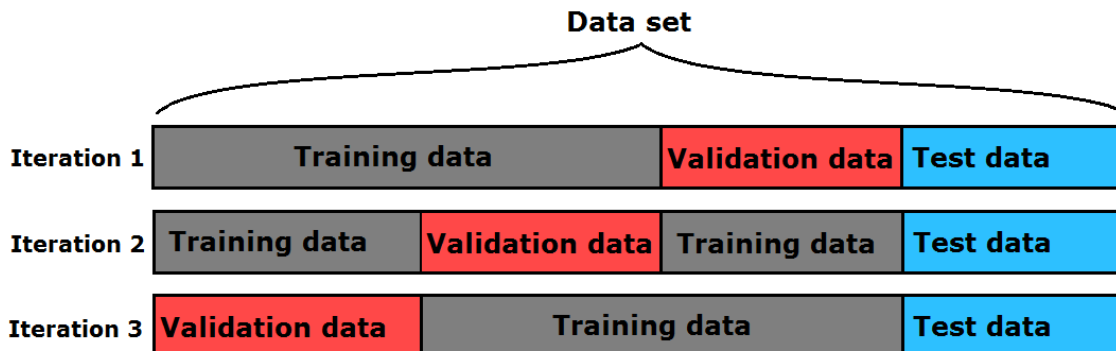 Data set
Iteration 1 Training data Validation data Test data
Iteration 2 Training data Validation data Training data Test data
Iteration 3 Validation data Training data Test data